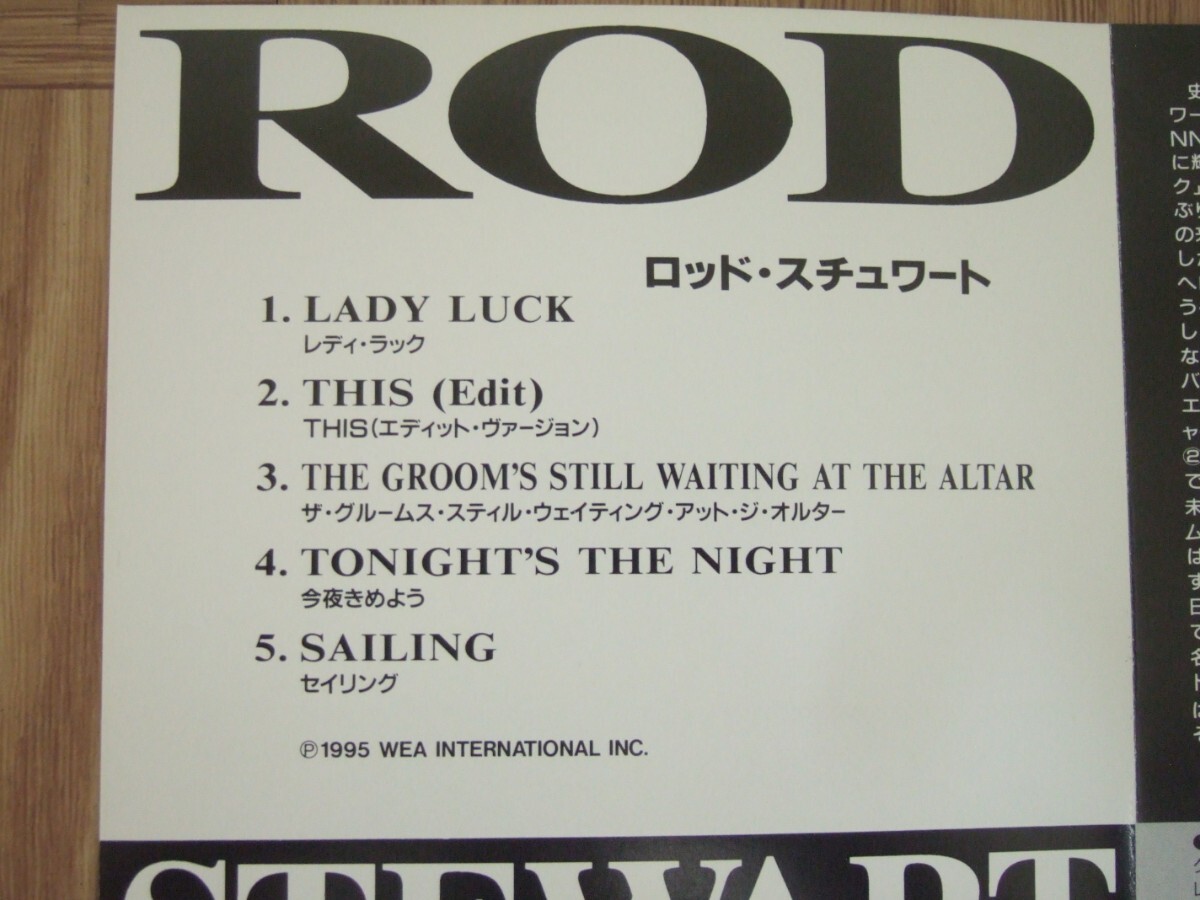 ROD
ロッド・スチュワート
1. LADY LUCK
レディ・ラック
2. THIS (Edit)
THIS(エディット・ヴァージョン)
3. THE GROOM'S STILL WAITING AT THE ALTAR
ザ・グルームス・スティル・ウェイティング・アット・ジ・オルター
4. TONIGHT'S THE NIGHT
今夜きめよう
5. SAILING
セイリング
Ⓟ1995 WEA INTERNATIONAL INC.
STEWART